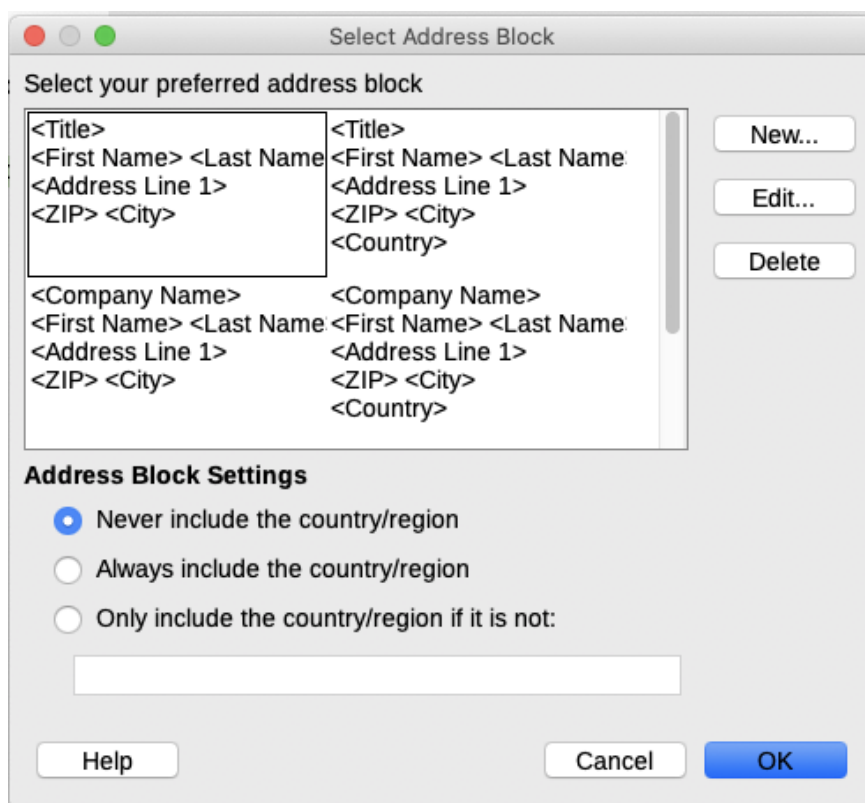 Select Address Block
Select your preferred address block
<Title>
<First Name> <Last Name
<Address Line 1>
<ZIP> <City>
<Title>
<First Name> <Last Name
<Address Line 1>
<ZIP> <City>
<Country>
<Company Name>
<First Name> <Last Name
<Address Line 1>
<ZIP> <City>
<Company Name>
<First Name> <Last Name
<Address Line 1>
<ZIP> <City>
<Country>
New...
Edit...
Delete
Address Block Settings
Never include the country/region
Always include the country/region
Only include the country/region if it is not:
Help
Cancel
OK